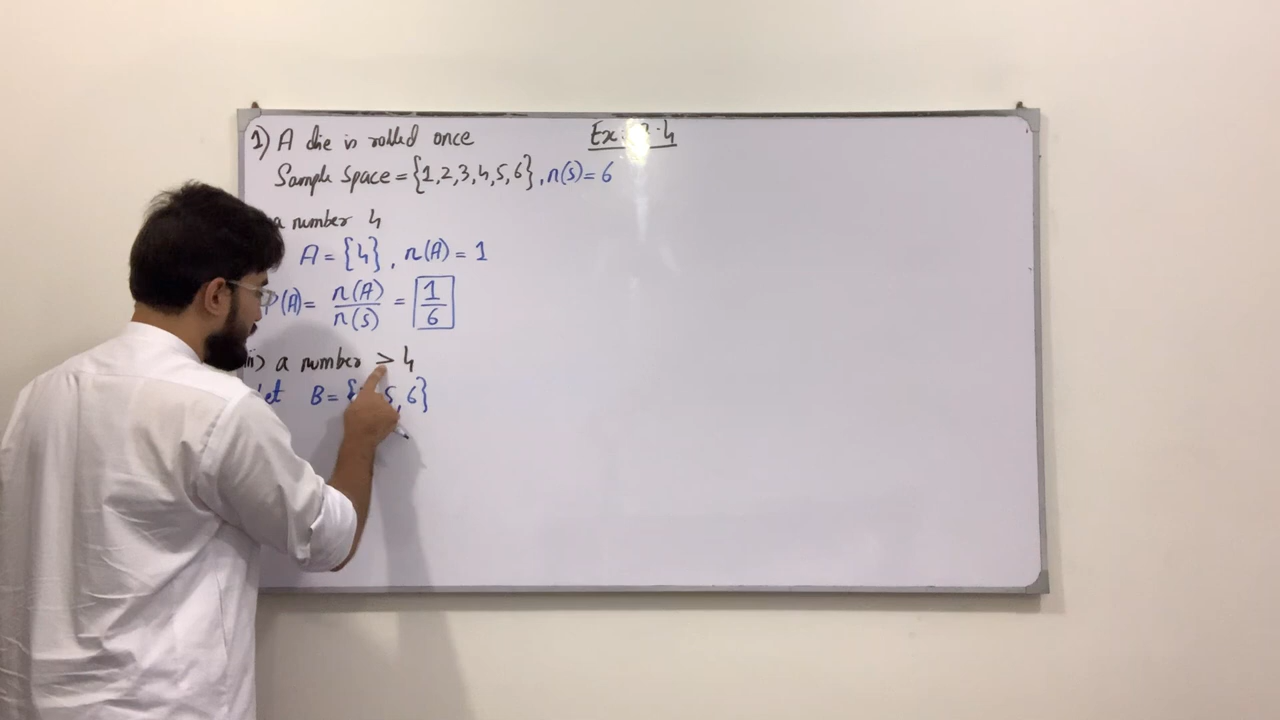 1) A die is rolled once
Ex: 4
Sample Space = {1,2,3,4,5,6}, n(S) = 6
a number 4
A = {4}, n(A) = 1
P(A) = n(A)/n(S) = 1/6
a number > 4
B = { 5, 6}